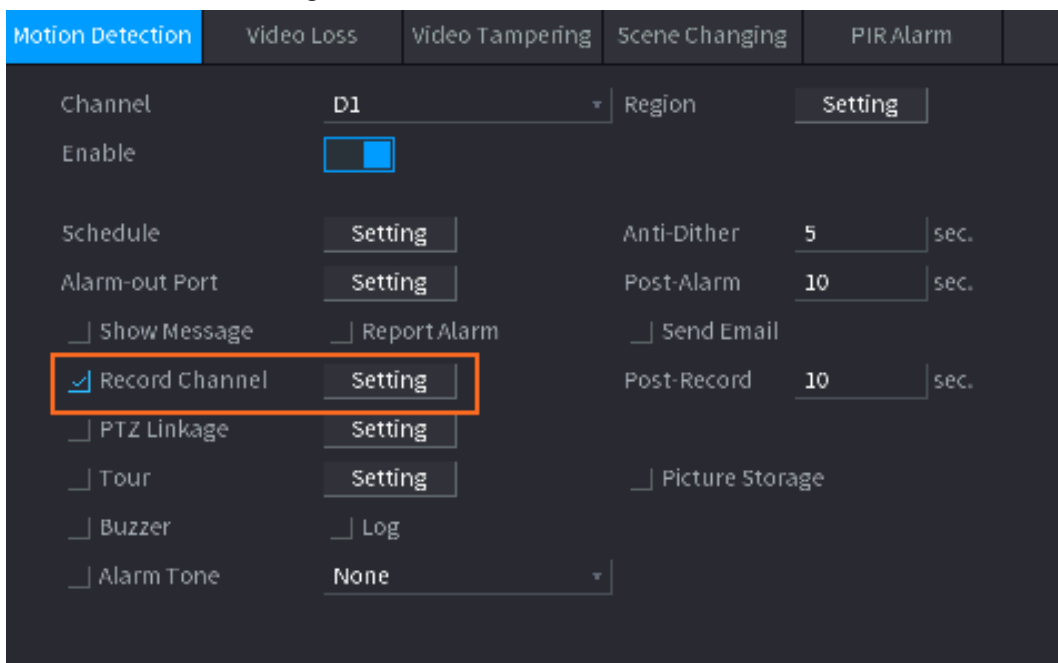 Motion Detection Video Loss Video Tampering Scene Changing PIR Alarm
Channel D1 Region Setting
Enable
Schedule Setting Anti-Dither 5 sec.
Alarm-out Port Setting Post-Alarm 10 sec.
Show Message Report Alarm Send Email
Record Channel Setting Post-Record 10 sec.
PTZ Linkage Setting
Tour Setting Picture Storage
Buzzer Log
Alarm Tone None